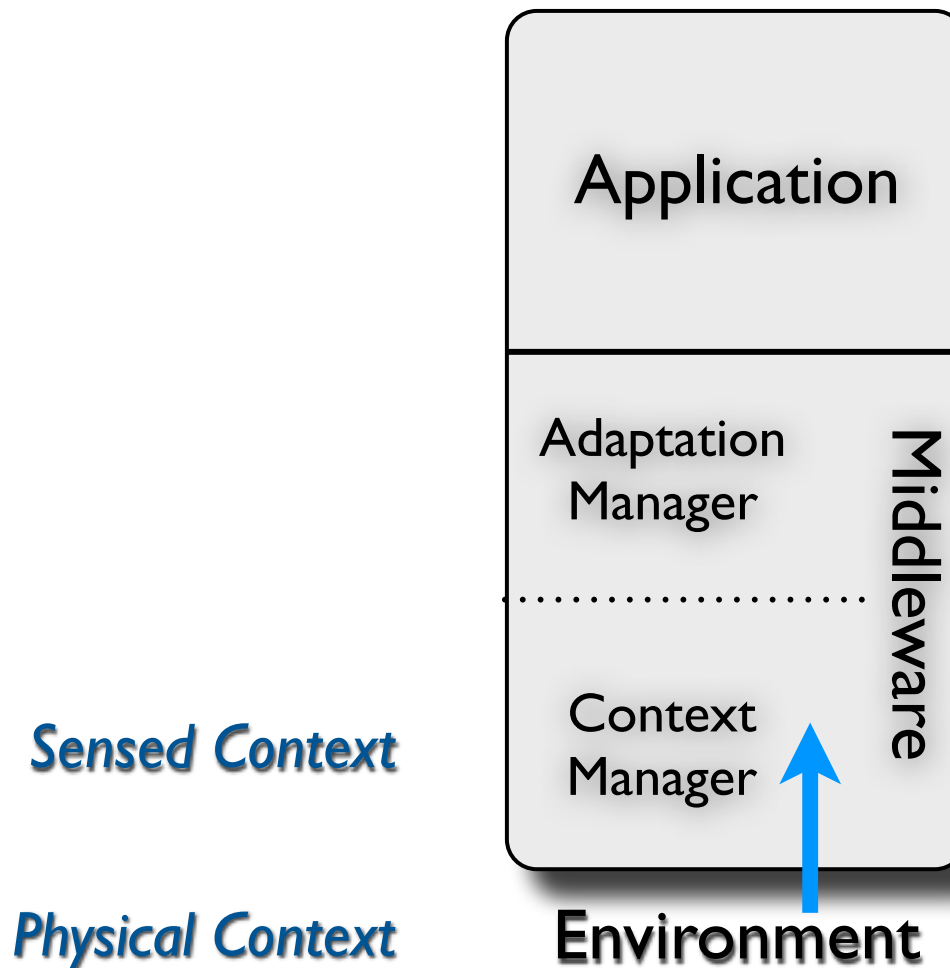 Application
Adaptation
Manager
Middleware
Context
Manager
Sensed Context
Physical Context
Environment